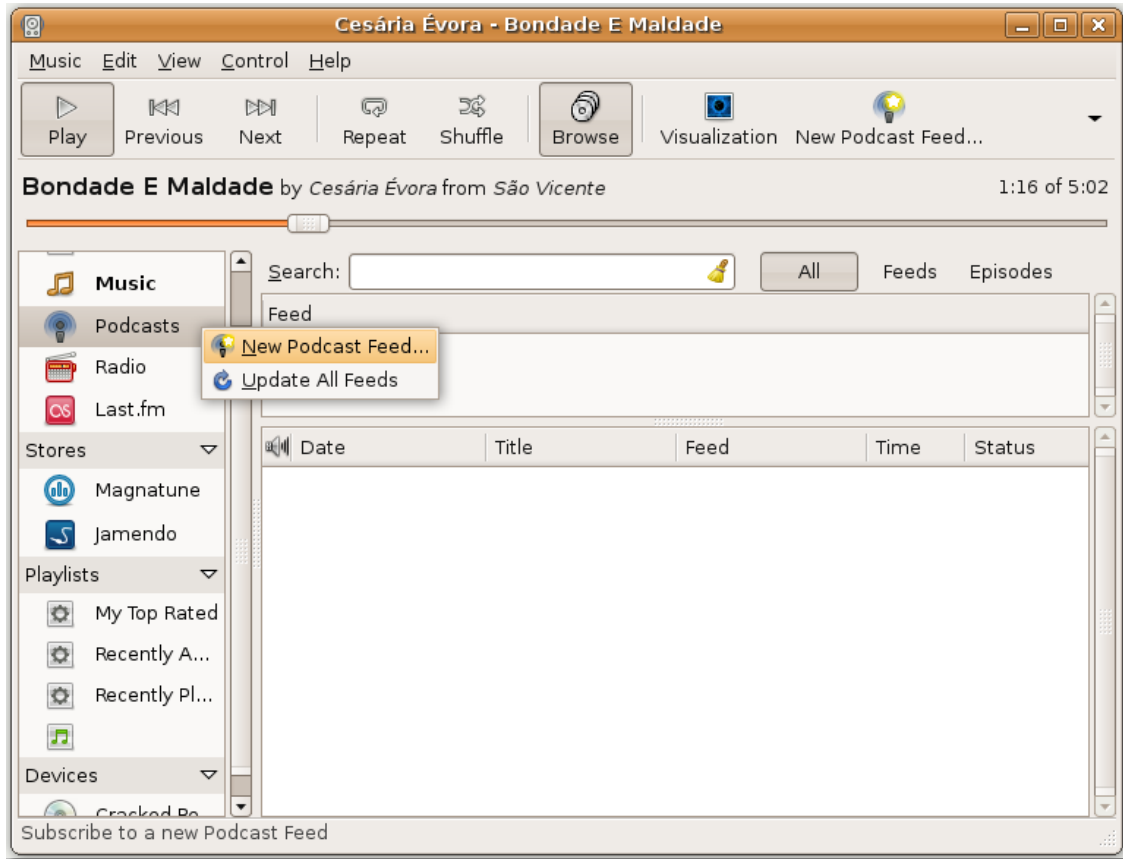 Cesária Évora - Bondade E Maldade
Music Edit View Control Help
Play Previous Next Repeat Shuffle Browse Visualization New Podcast Feed...
Bondade E Maldade by Cesária Évora from São Vicente 1:16 of 5:02
Music
Search: All Feeds Episodes
Podcasts
Feed
New Podcast Feed...
Radio
Update All Feeds
Last.fm
Stores
Date Title Feed Time Status
Magnatune
Jamendo
Playlists
My Top Rated
Recently A...
Recently Pl...
Devices
Subscribe to a new Podcast Feed